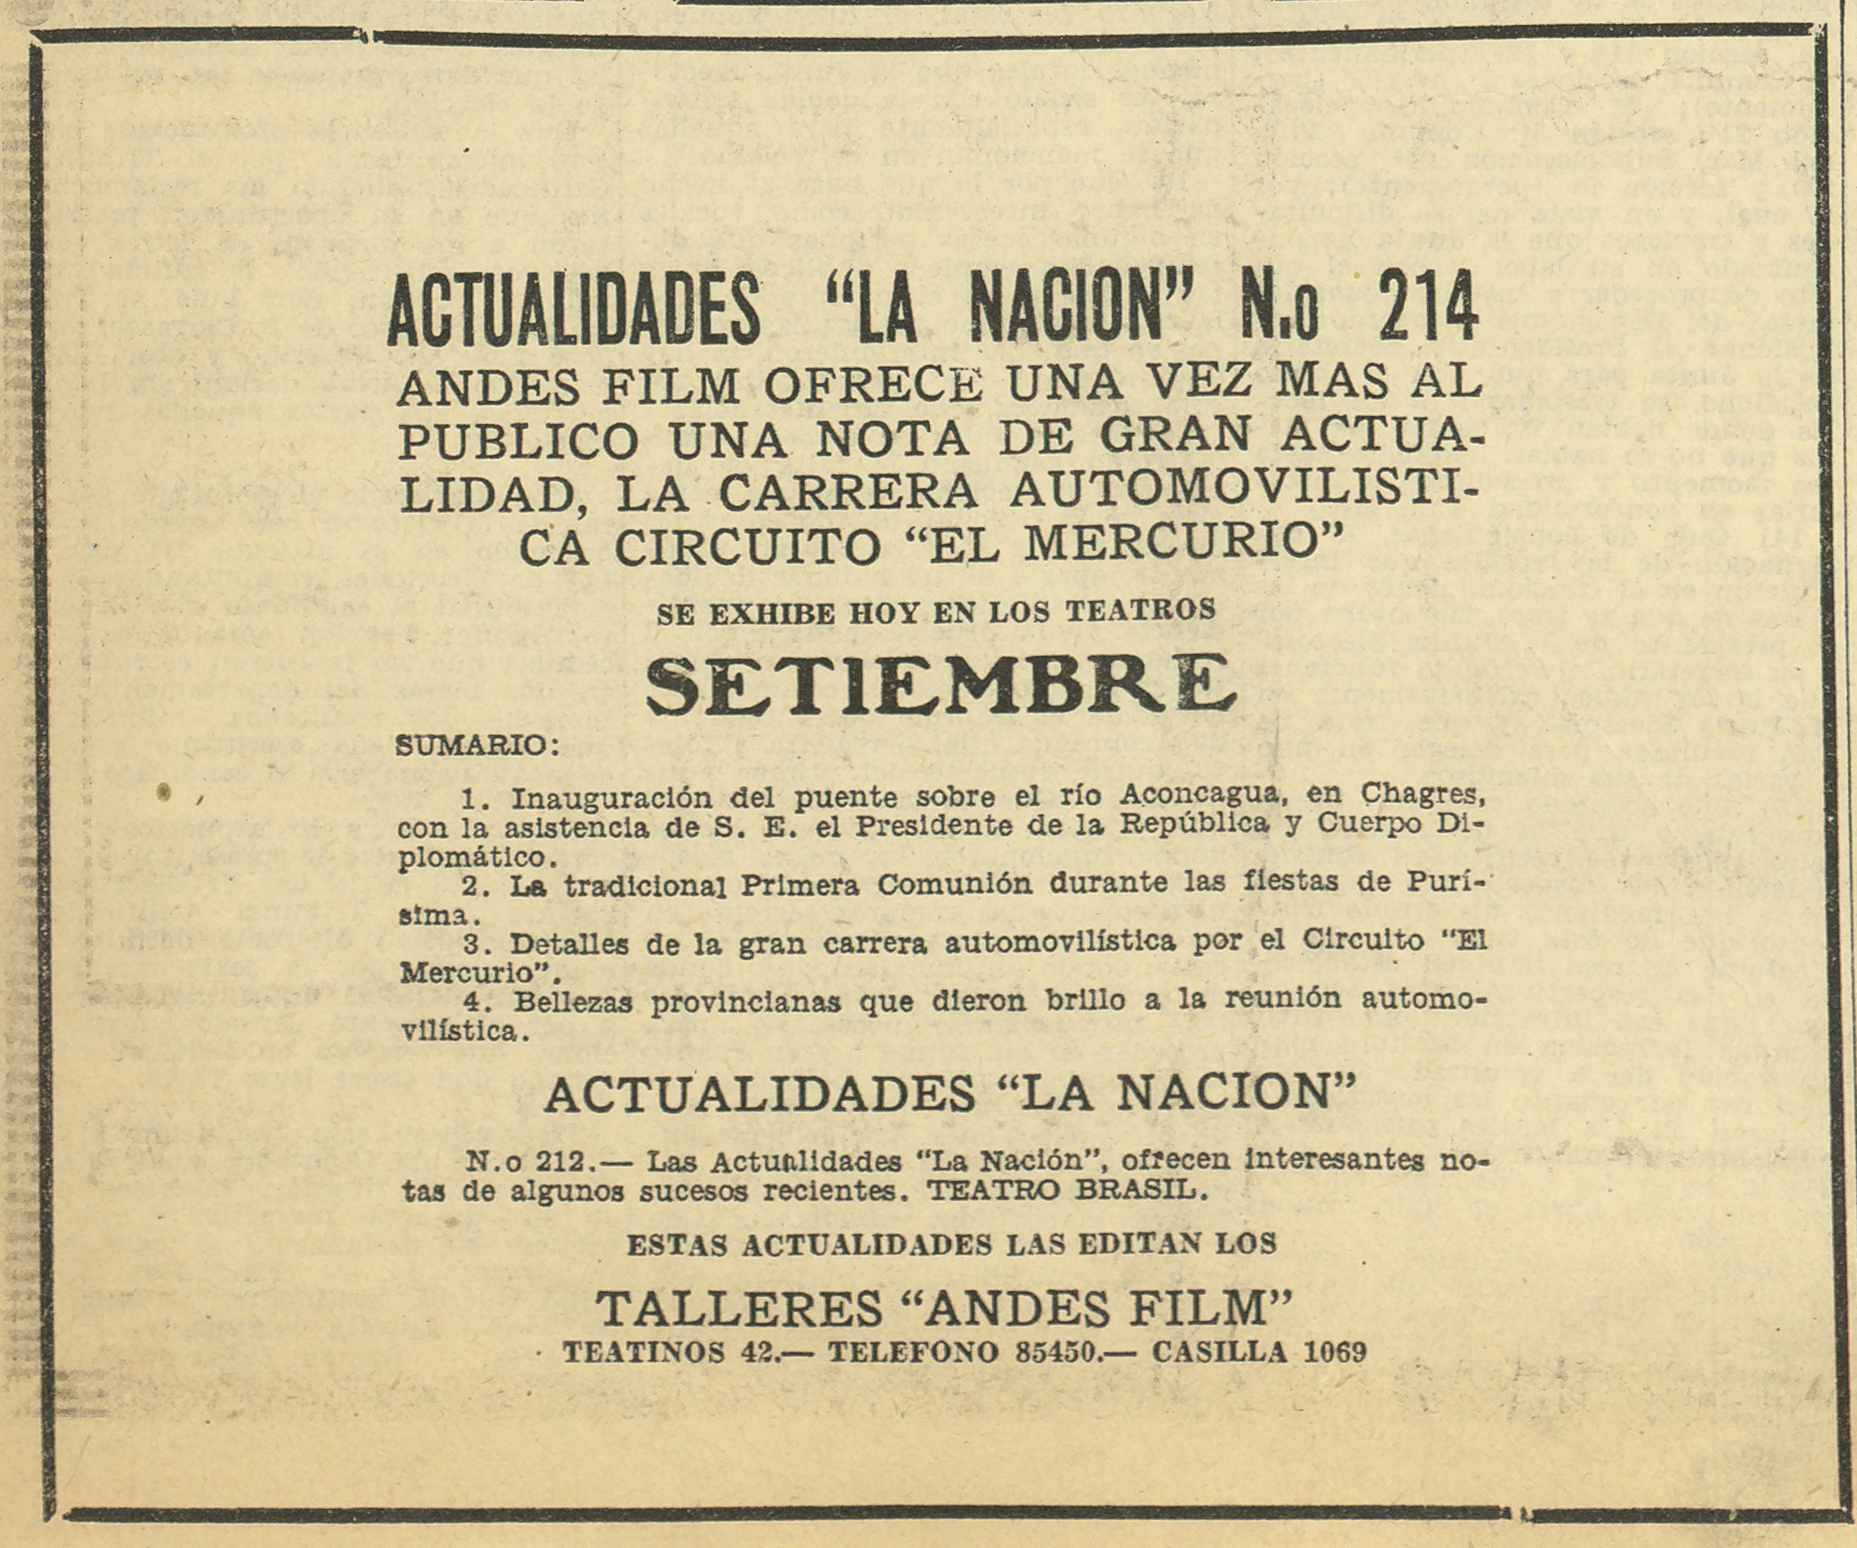 ACTUALIDADES “LA NACION” N.o 214
ANDES FILM OFRECE UNA VEZ MAS AL
PUBLICO UNA NOTA DE GRAN ACTUA-
LIDAD, LA CARRERA AUTOMOVILISTI-
CA CIRCUITO “EL MERCURIO”
SE EXHIBE HOY EN LOS TEATROS
SETIEMBRE
SUMARIO:
1. Inauguración del puente sobre el río Aconcagua, en Chagres,
con la asistencia de S. E. el Presidente de la República y Cuerpo Di-
plomático.
2. La tradicional Primera Comunión durante las fiestas de Purí-
sima.
3. Detalles de la gran carrera automovilística por el Circuito “El
Mercurio”.
4. Bellezas provincianas que dieron brillo a la reunión automo-
vilística.
ACTUALIDADES “LA NACION”
N.o 212.— Las Actualidades “La Nación”, ofrecen interesantes no-
tas de algunos sucesos recientes. TEATRO BRASIL.
ESTAS ACTUALIDADES LAS EDITAN LOS
TALLERES “ANDES FILM”
TEATINOS 42.— TELEFONO 85450.— CASILLA 1069